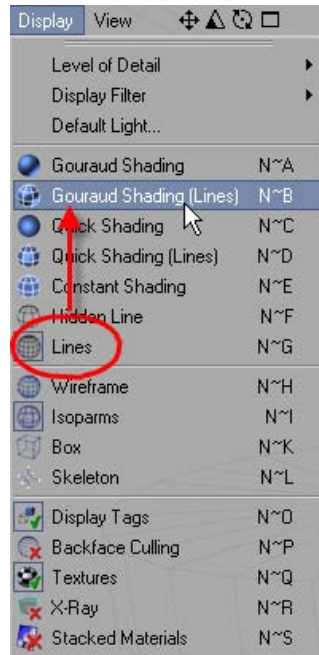 Display View
Level of Detail
Display Filter
Default Light...
Gouraud Shading N~A
Gouraud Shading (Lines) N~B
Quick Shading N~C
Quick Shading (Lines) N~D
Constant Shading N~E
Hidden Line N~F
Lines N~G
Wireframe N~H
Isoparms N~I
Box N~K
Skeleton N~L
Display Tags N~O
Backface Culling N~P
Textures N~Q
X-Ray N~R
Stacked Materials N~S